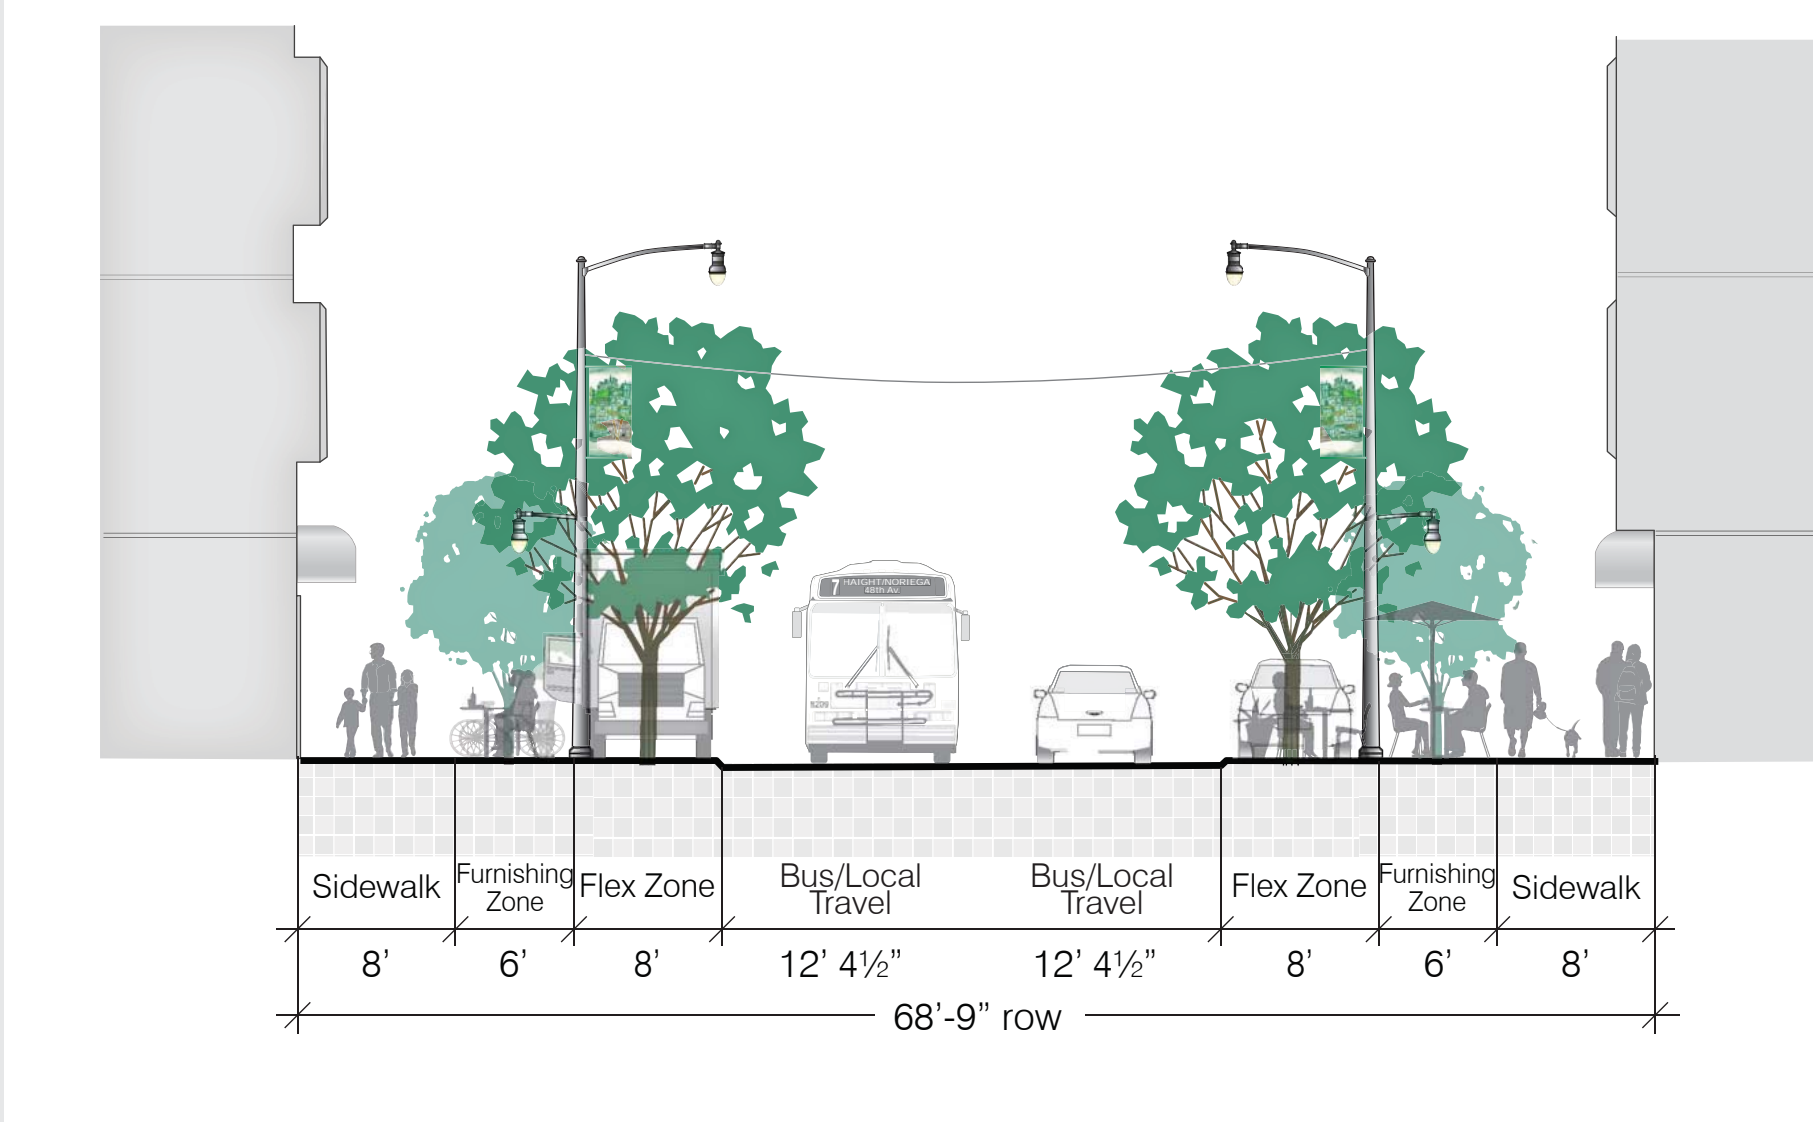 7 HAIGHT/NORIEGA
48th Av.
Sidewalk
Furnishing
Zone
Flex Zone
Bus/Local
Travel
Bus/Local
Travel
Flex Zone
Furnishing
Zone
Sidewalk
8’
6’
8’
12’ 4½”
12’ 4½”
8’
6’
8’
68’-9” row